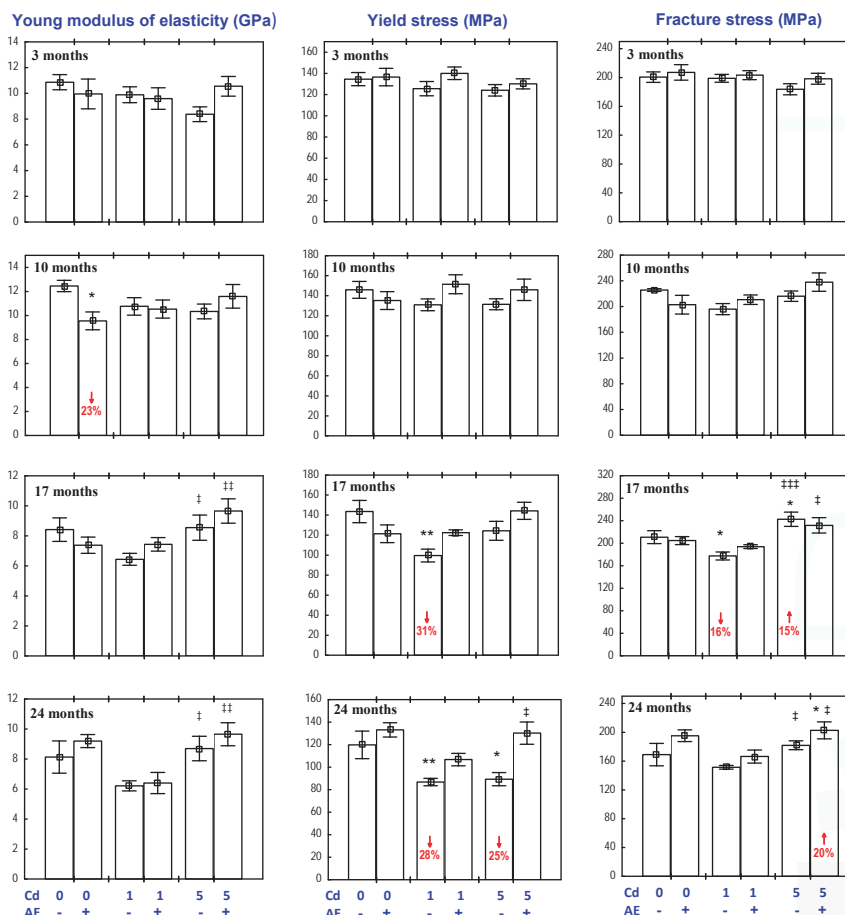 Young modulus of elasticity (GPa) Yield stress (MPa) Fracture stress (MPa)
14 12 10 8 6 4 2 0
3 months
160 140 120 100 80 60 40 20 0
3 months
240 200 160 120 80 40 0
3 months
14 12 10 8 6 4 2 0
10 months
*
23%
180 160 140 120 100 80 60 40 20 0
10 months
280 240 200 160 120 80 40 0
10 months
12 10 8 6 4 2 0
17 months
‡ ‡‡
180 160 140 120 100 80 60 40 20 0
17 months
**
31%
320 280 240 200 160 120 80 40 0
17 months
‡‡‡
* * ‡
16% 15%
12 10 8 6 4 2 0
24 months
‡ ‡‡
160 140 120 100 80 60 40 20 0
24 months
‡
** *
28% 25%
240 200 160 120 80 40 0
24 months
‡ * ‡
20%
Cd 0 0 1 1 5 5 0 0 1 1 5 5 0 0 1 1 5 5
AE - + - + - + - + - + - + - + - + - +